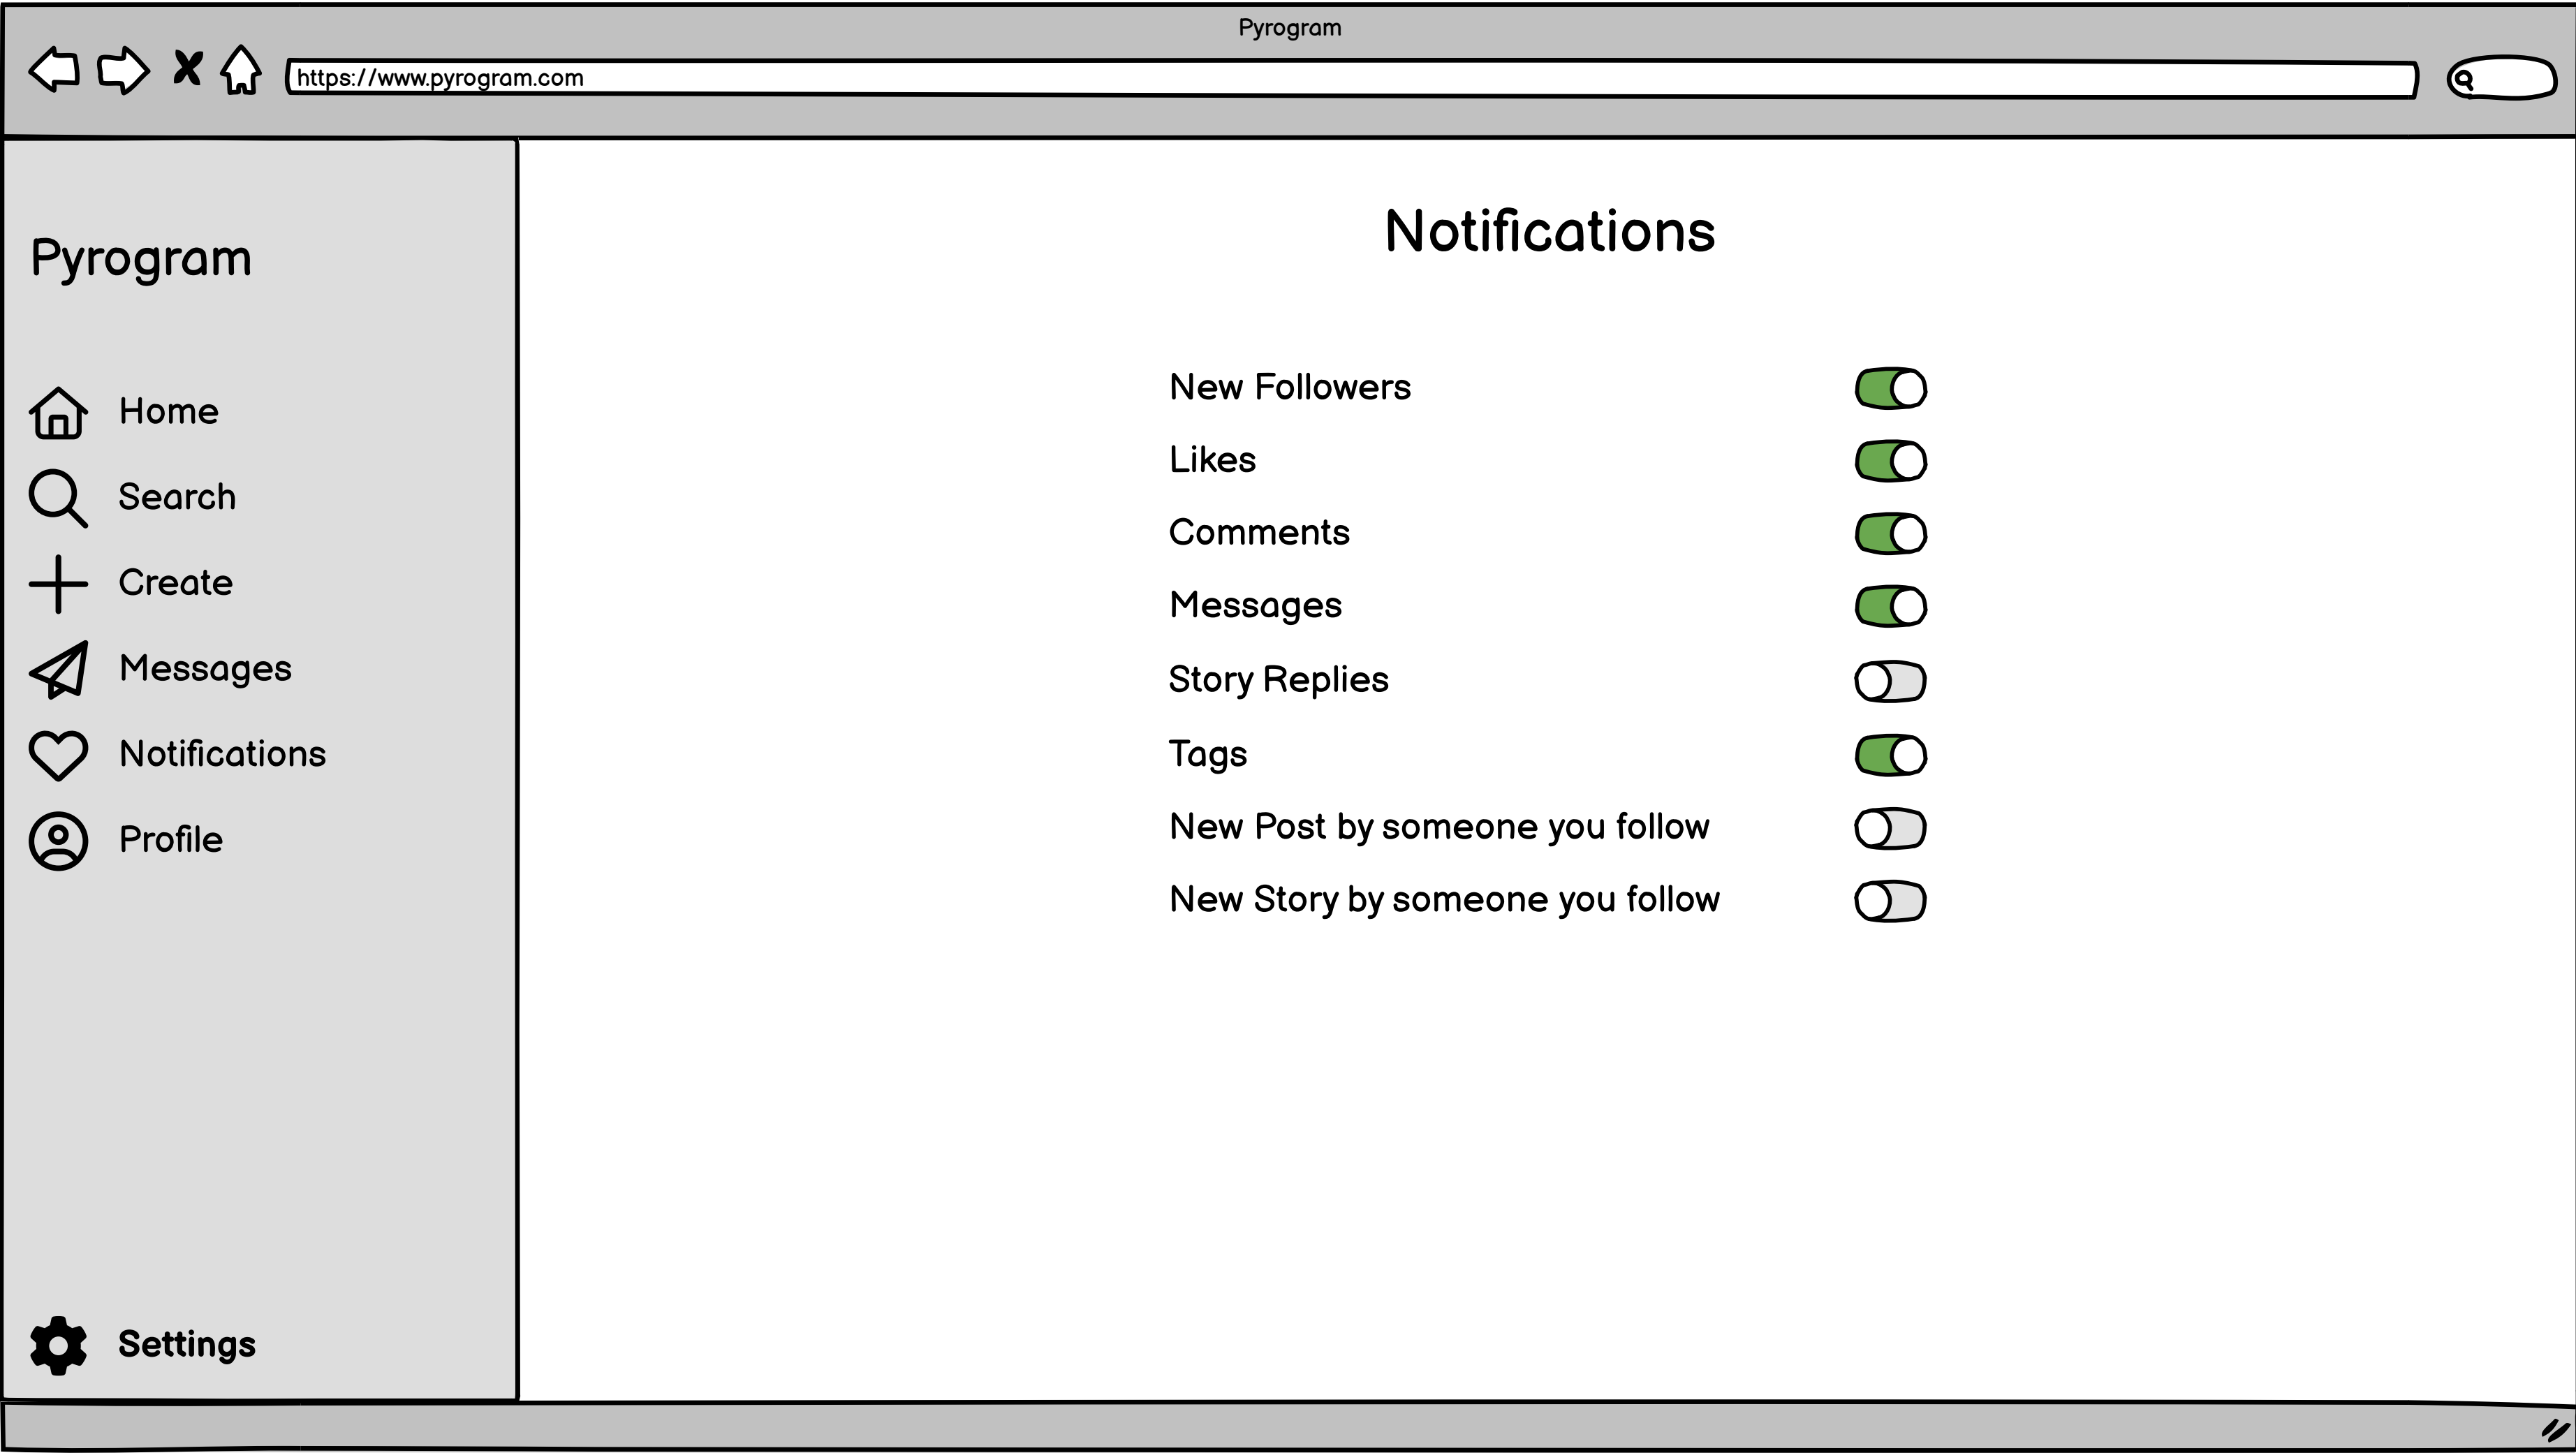 Pyrogram
https://www.pyrogram.com
Pyrogram
Home
Search
Create
Messages
Notifications
Profile
Settings
Notifications
New Followers
Likes
Comments
Messages
Story Replies
Tags
New Post by someone you follow
New Story by someone you follow